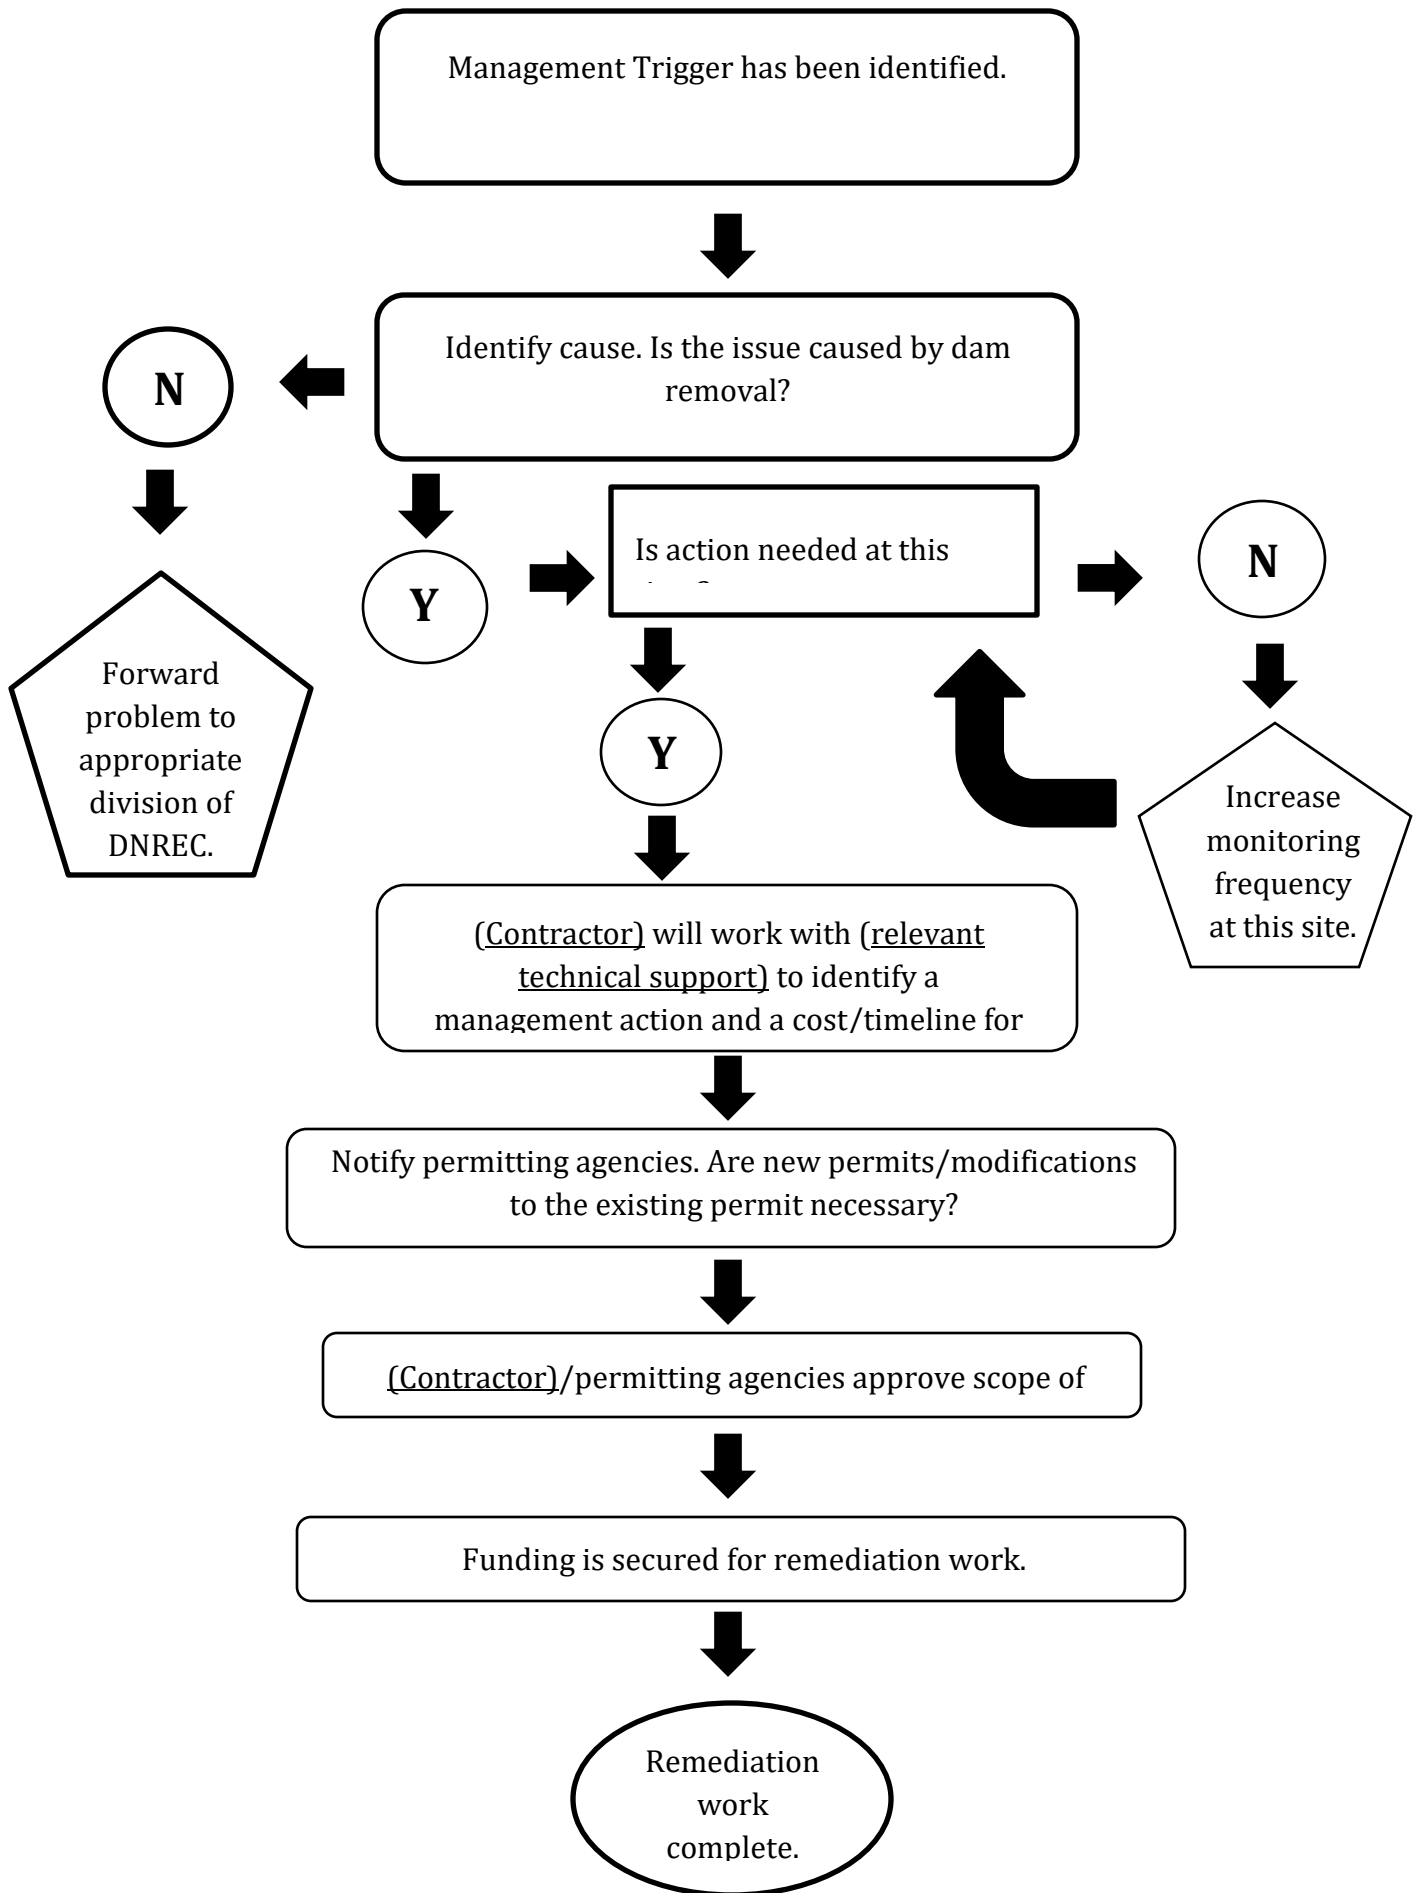 Management Trigger has been identified.
Identify cause. Is the issue caused by dam
removal?
N
Y
Is action needed at this
N
Forward
problem to
appropriate
division of
DNREC.
Y
Increase
monitoring
frequency
at this site.
(Contractor) will work with (relevant
technical support) to identify a
management action and a cost/timeline for
Notify permitting agencies. Are new permits/modifications
to the existing permit necessary?
(Contractor)/permitting agencies approve scope of
Funding is secured for remediation work.
Remediation
work
complete.